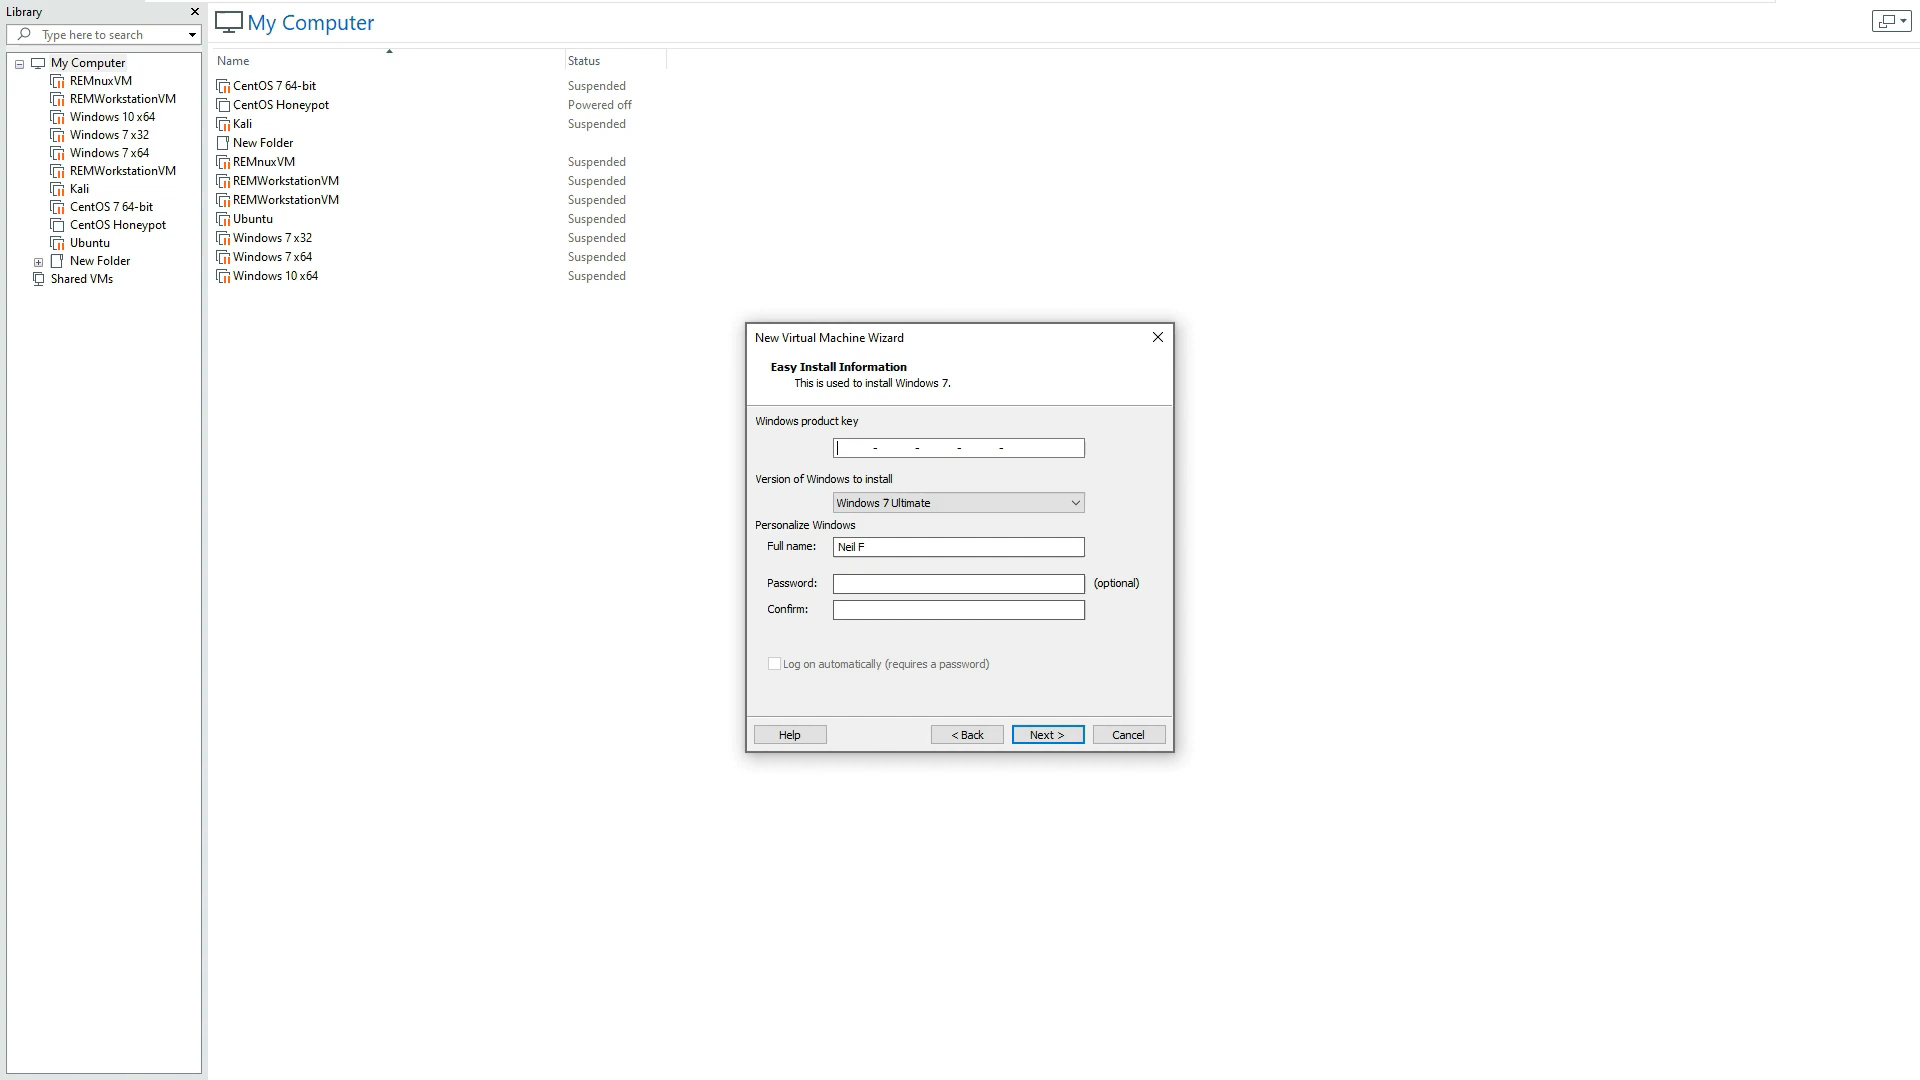 Library
Type here to search
My Computer
REMnuxVM
REMWorkstationVM
Windows 10 x64
Windows 7 x32
Windows 7 x64
REMWorkstationVM
Kali
CentOS 7 64-bit
CentOS Honeypot
Ubuntu
New Folder
Shared VMs
My Computer
Name Status
CentOS 7 64-bit Suspended
CentOS Honeypot Powered off
Kali Suspended
New Folder
REMnuxVM Suspended
REMWorkstationVM Suspended
REMWorkstationVM Suspended
Ubuntu Suspended
Windows 7 x32 Suspended
Windows 7 x64 Suspended
Windows 10 x64 Suspended
New Virtual Machine Wizard
Easy Install Information
This is used to install Windows 7.
Windows product key
- - - -
Version of Windows to install
Windows 7 Ultimate
Personalize Windows
Full name: Neil F
Password: (optional)
Confirm:
Log on automatically (requires a password)
Help < Back Next > Cancel